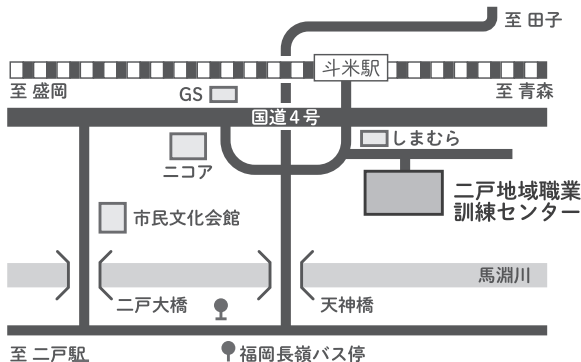 至 田子
斗米駅
至 盛岡
GS
至 青森
国道4号
しまむら
ニコア
二戸地域職業
訓練センター
市民文化会館
馬淵川
二戸大橋
天神橋
至 二戸駅
福岡長嶺バス停